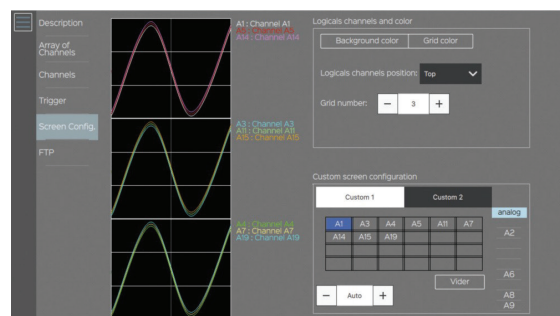 Description
Array of
Channels
Channels
Trigger
Screen Config.
FTP
A1 : Channel A1
A5 : Channel A5
A14 : Channel A14
A3 : Channel A3
A11 : Channel A11
A15 : Channel A15
A4 : Channel A4
A7 : Channel A7
A19 : Channel A19
Logicals channels and color
Background color
Grid color
Logicals channels position: Top
Grid number: − 3 +
Custom screen configuration
Custom 1
Custom 2
analog
A1 A3 A4 A5 A11 A7
A14 A15 A19
A2
A6
A8
A9
Vider
− Auto +